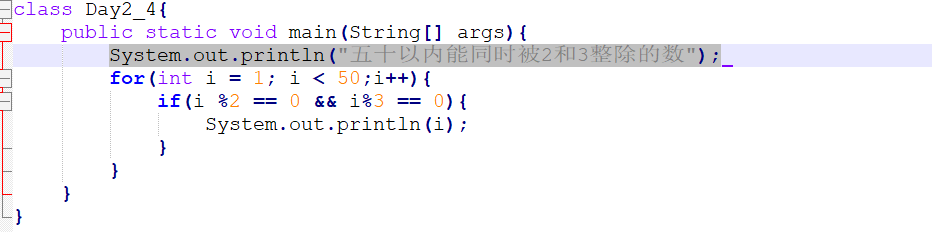 class Day2_4{
public static void main(String[] args){
System.out.println("五十以内能同时被2和3整除的数");
for(int i = 1; i < 50;i++){
if(i %2 == 0 && i%3 == 0){
System.out.println(i);
}
}
}
}